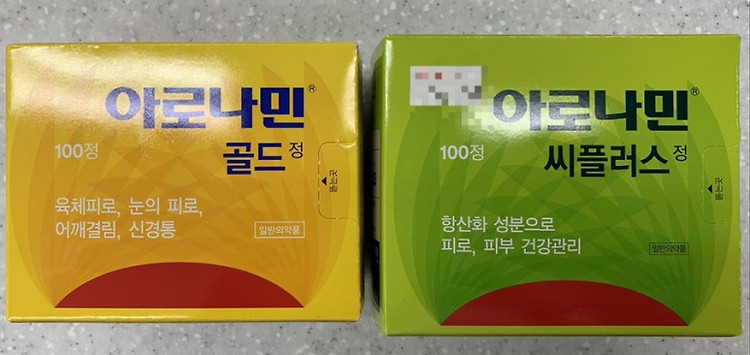 아로나민®
100정
골드정
육체피로, 눈의 피로,
어깨결림, 신경통
일반의약품
아로나민®
100정
씨플러스정
항산화 성분으로
피로, 피부 건강관리
일반의약품